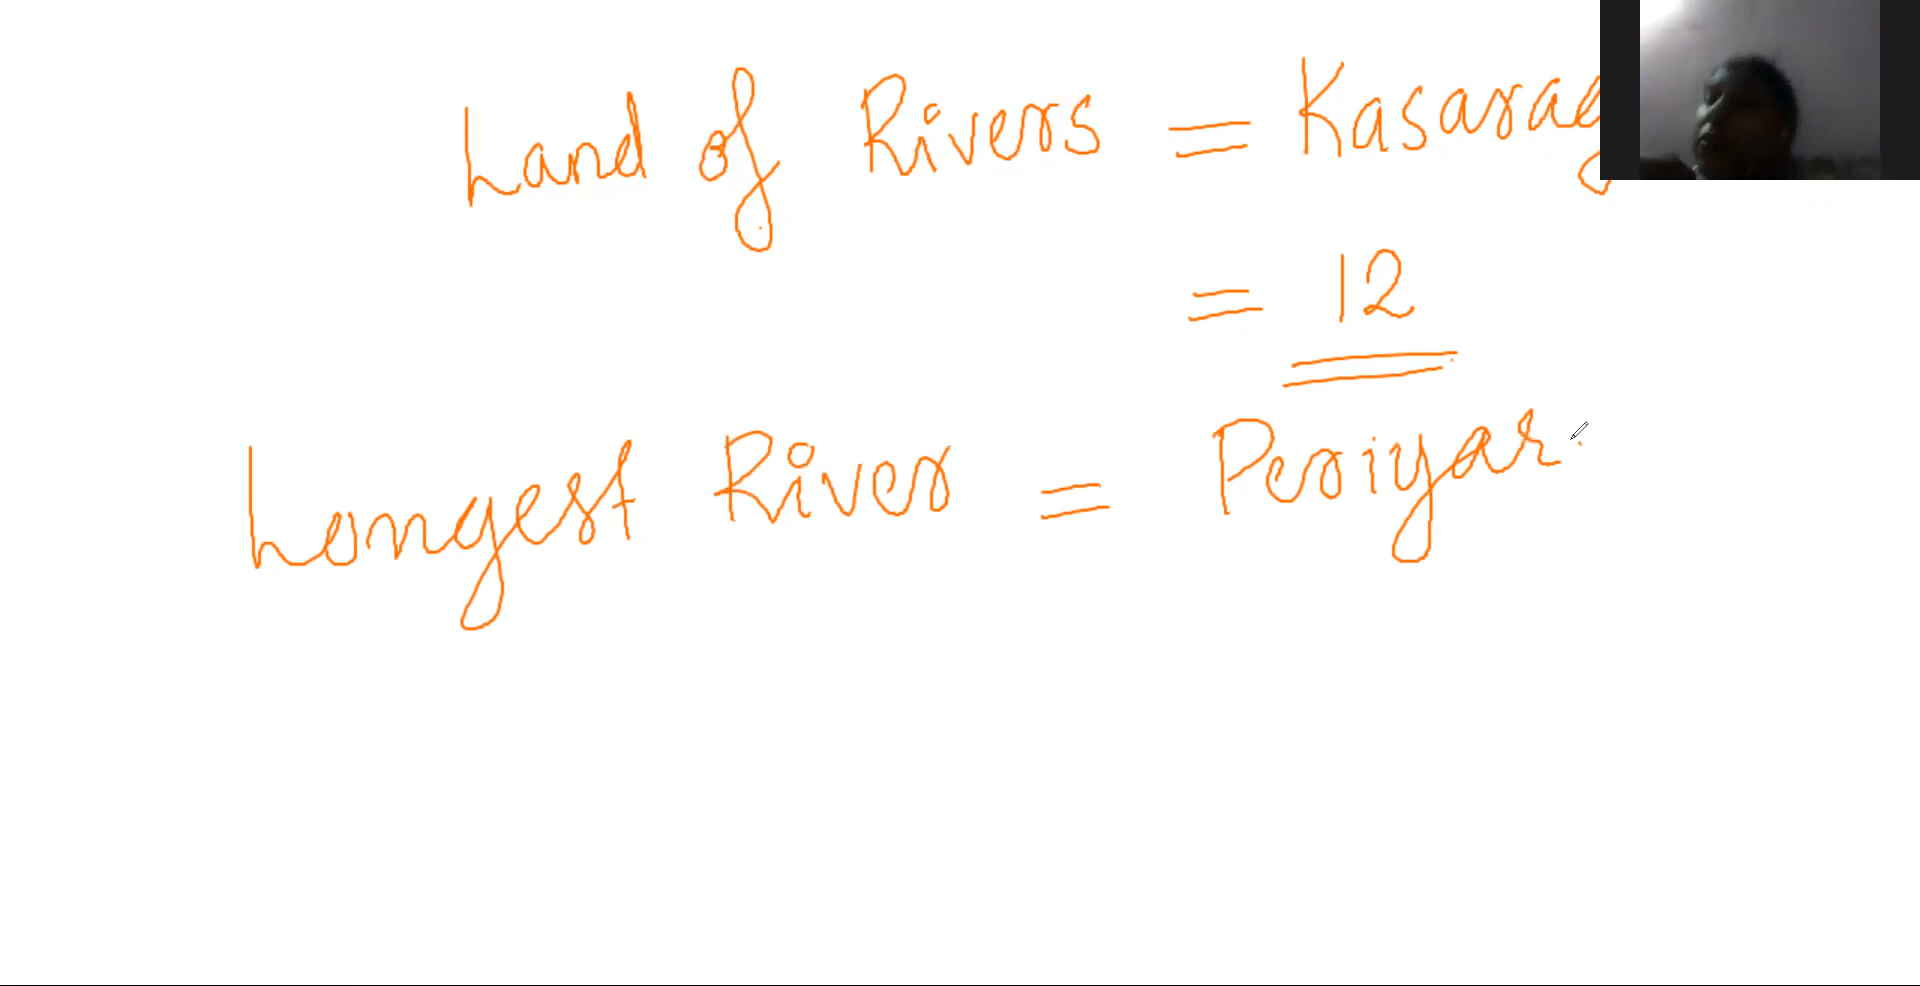 Land of Rivers = Kasarag
= 12
Longest River = Periyar.